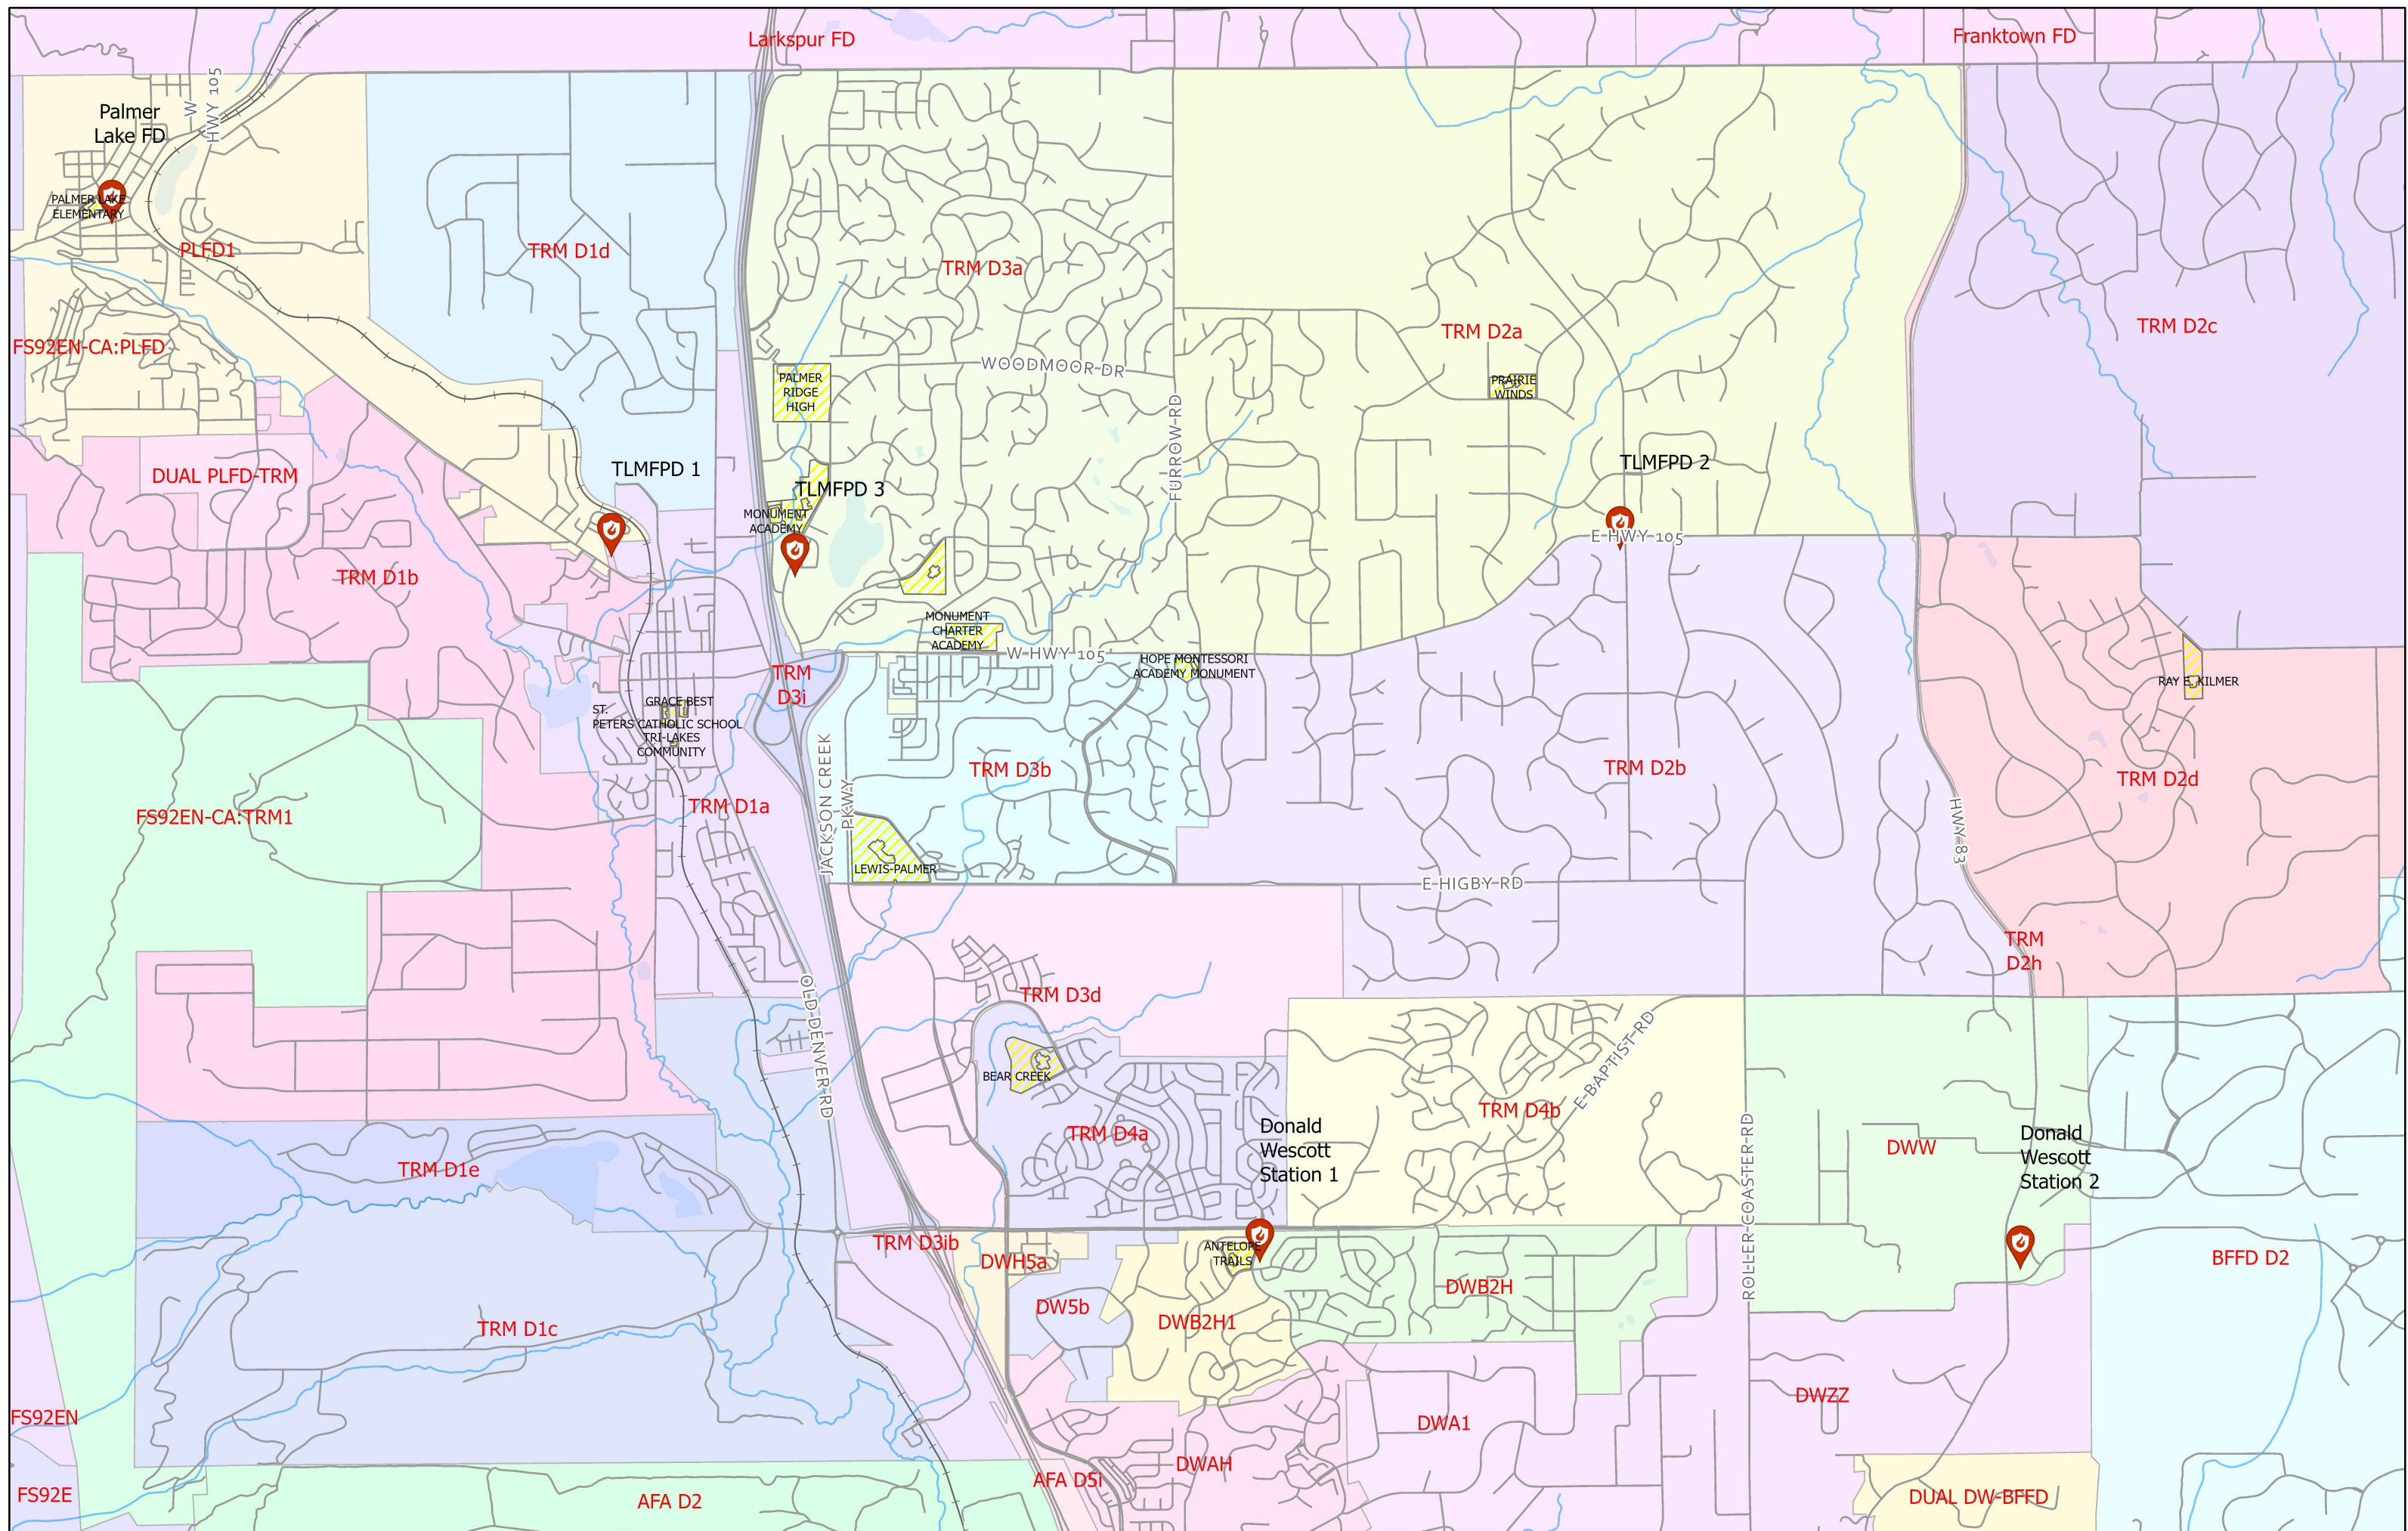 Larkspur FD
Franktown FD
W
HWY 105
Palmer
Lake FD
PALMER LAKE
ELEMENTARY
PLFD1
TRM D1d
TRM D3a
TRM D2a
TRM D2c
FS92EN-CA:PLFD
WOODMOOR DR
PALMER
RIDGE
HIGH
PRAIRIE
WINDS
FURROW RD
DUAL PLFD-TRM
TLMFPD 1
TLMFPD 3
TLMFPD 2
MONUMENT
ACADEMY
E HWY 105
TRM D1b
MONUMENT
CHARTER
ACADEMY
W HWY 105
HOPE MONTESSORI
ACADEMY MONUMENT
TRM
D3i
RAY E. KILMER
GRACE BEST
ST.
PETERS CATHOLIC SCHOOL
TRI-LAKES
COMMUNITY
JACKSON CREEK
PKWY
TRM D3b
TRM D2b
TRM D2d
FS92EN-CA:TRM1
TRM D1a
HWY 83
LEWIS-PALMER
E HIGBY RD
TRM
D2h
TRM D3d
OLD DENVER RD
BEAR CREEK
E BAPTIST RD
TRM D4b
TRM D4a
Donald
Wescott
Station 1
ROLLER COASTER RD
DWW
Donald
Wescott
Station 2
TRM D1e
TRM D3ib
DWH5a
ANTELOPE
TRAILS
BFFD D2
DWB2H
DW5b
DWB2H1
TRM D1c
DWZZ
FS92EN
DWA1
DWAH
AFA D5i
FS92E
AFA D2
DUAL DW-BFFD